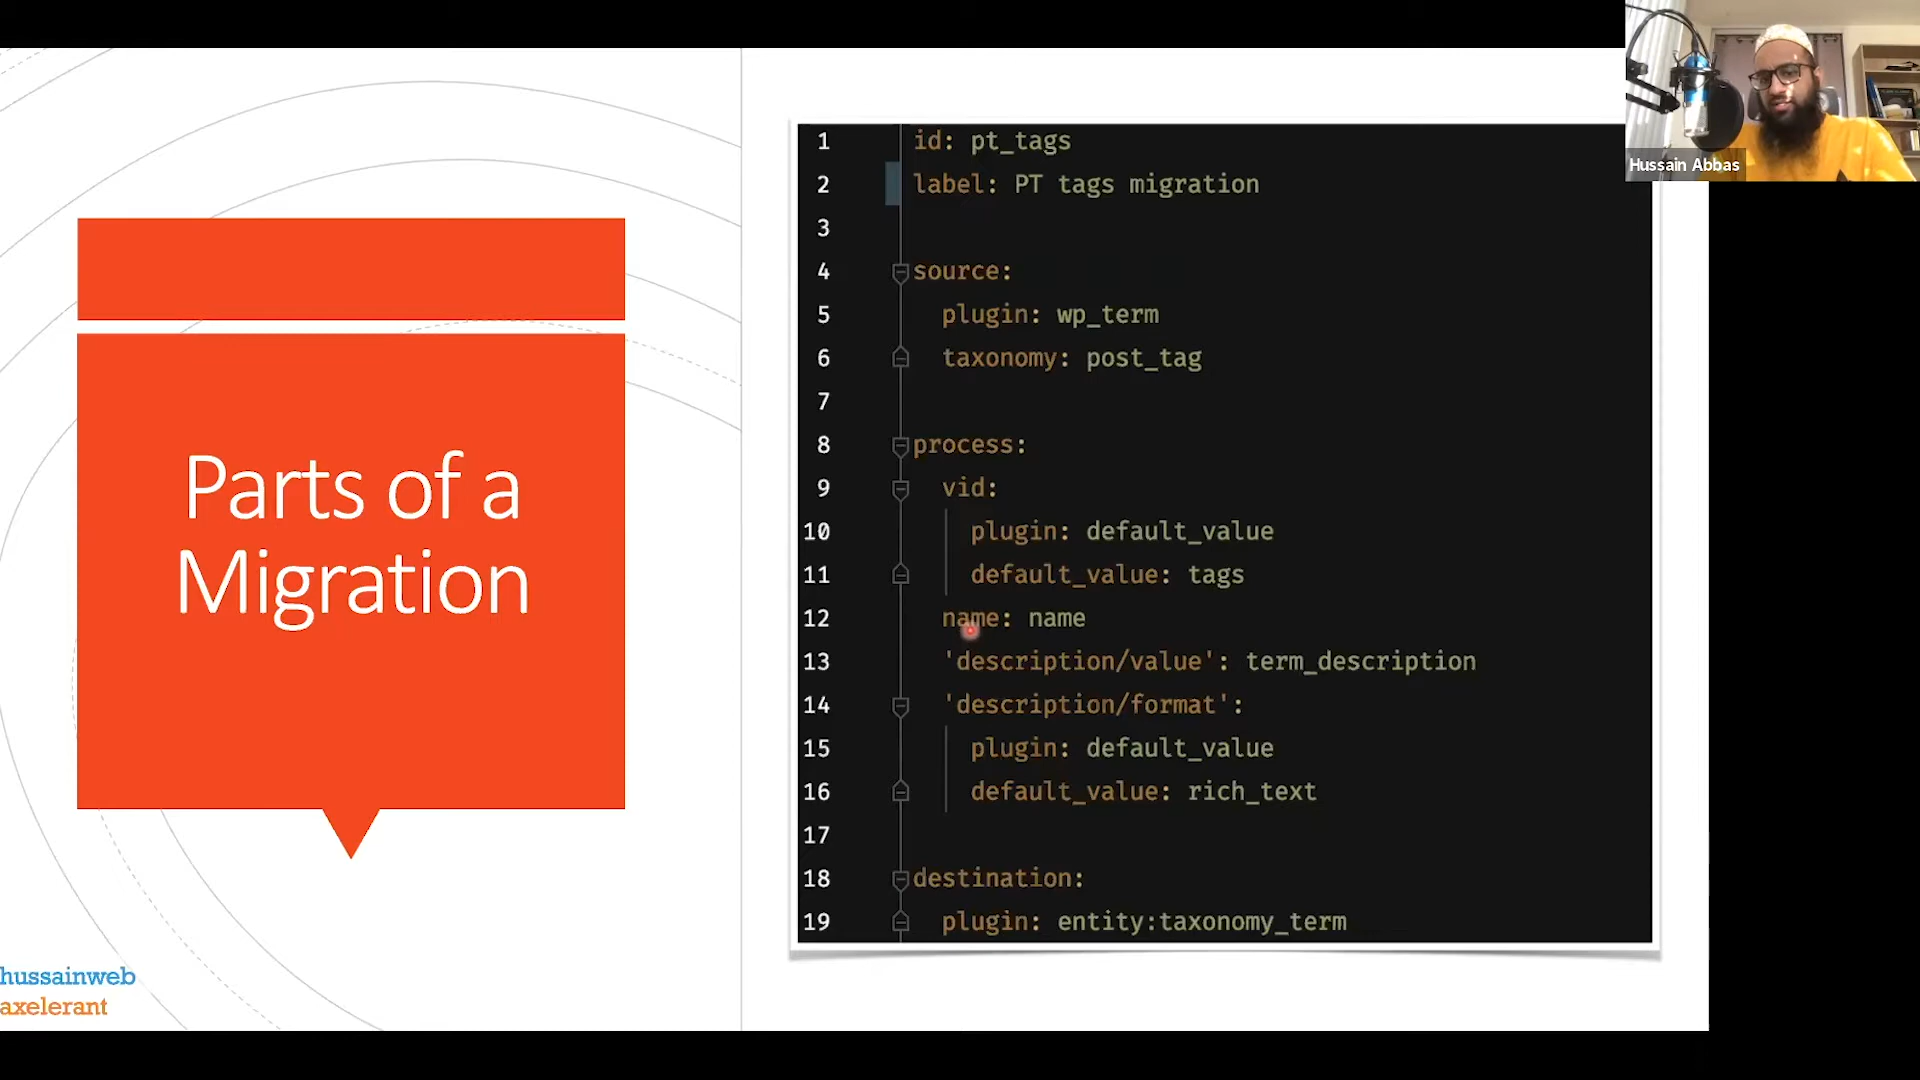 Parts of a
Migration
hussainweb
axelerant
1 id: pt_tags
2 label: PT tags migration
3
4 source:
5 plugin: wp_term
6 taxonomy: post_tag
7
8 process:
9 vid:
10 plugin: default_value
11 default_value: tags
12 name: name
13 'description/value': term_description
14 'description/format':
15 plugin: default_value
16 default_value: rich_text
17
18 destination:
19 plugin: entity:taxonomy_term
Hussain Abbas